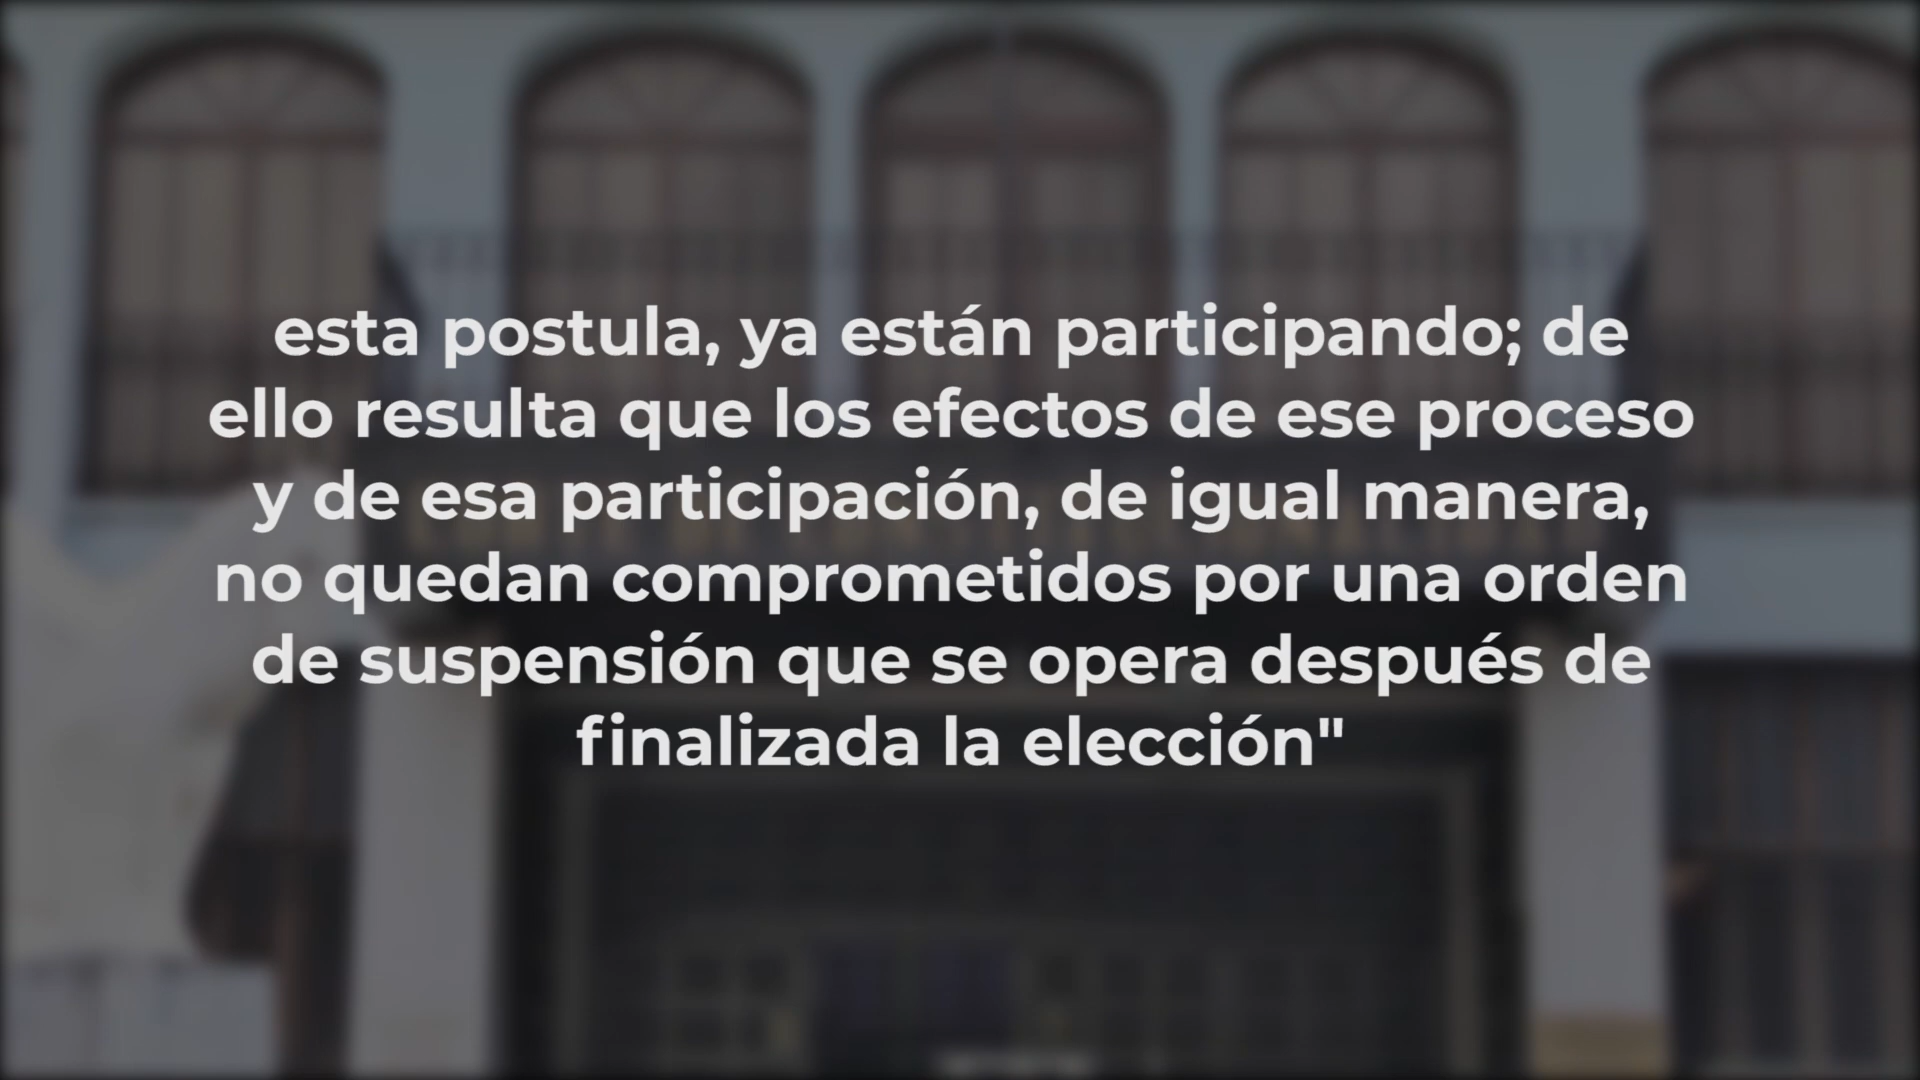 esta postula, ya están participando; de
ello resulta que los efectos de ese proceso
y de esa participación, de igual manera,
no quedan comprometidos por una orden
de suspensión que se opera después de
finalizada la elección"